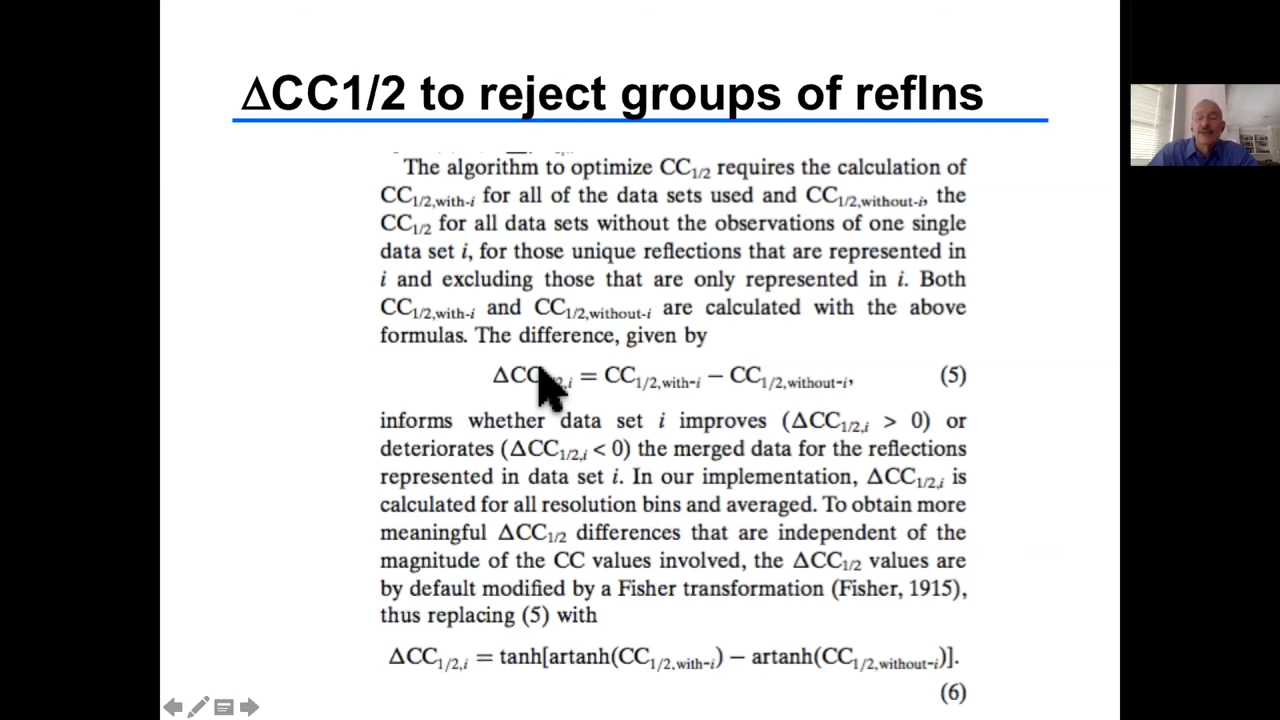 ΔCC1/2 to reject groups of reflns
The algorithm to optimize CC1/2 requires the calculation of
CC1/2,with-i for all of the data sets used and CC1/2,without-i, the
CC1/2 for all data sets without the observations of one single
data set i, for those unique reflections that are represented in
i and excluding those that are only represented in i. Both
CC1/2,with-i and CC1/2,without-i are calculated with the above
formulas. The difference, given by
ΔCC1/2,i = CC1/2,with-i − CC1/2,without-i, (5)
informs whether data set i improves (ΔCC1/2,i > 0) or
deteriorates (ΔCC1/2,i < 0) the merged data for the reflections
represented in data set i. In our implementation, ΔCC1/2,i is
calculated for all resolution bins and averaged. To obtain more
meaningful ΔCC1/2 differences that are independent of the
magnitude of the CC values involved, the ΔCC1/2 values are
by default modified by a Fisher transformation (Fisher, 1915),
thus replacing (5) with
ΔCC1/2,i = tanh[artanh(CC1/2,with-i) − artanh(CC1/2,without-i)].
(6)